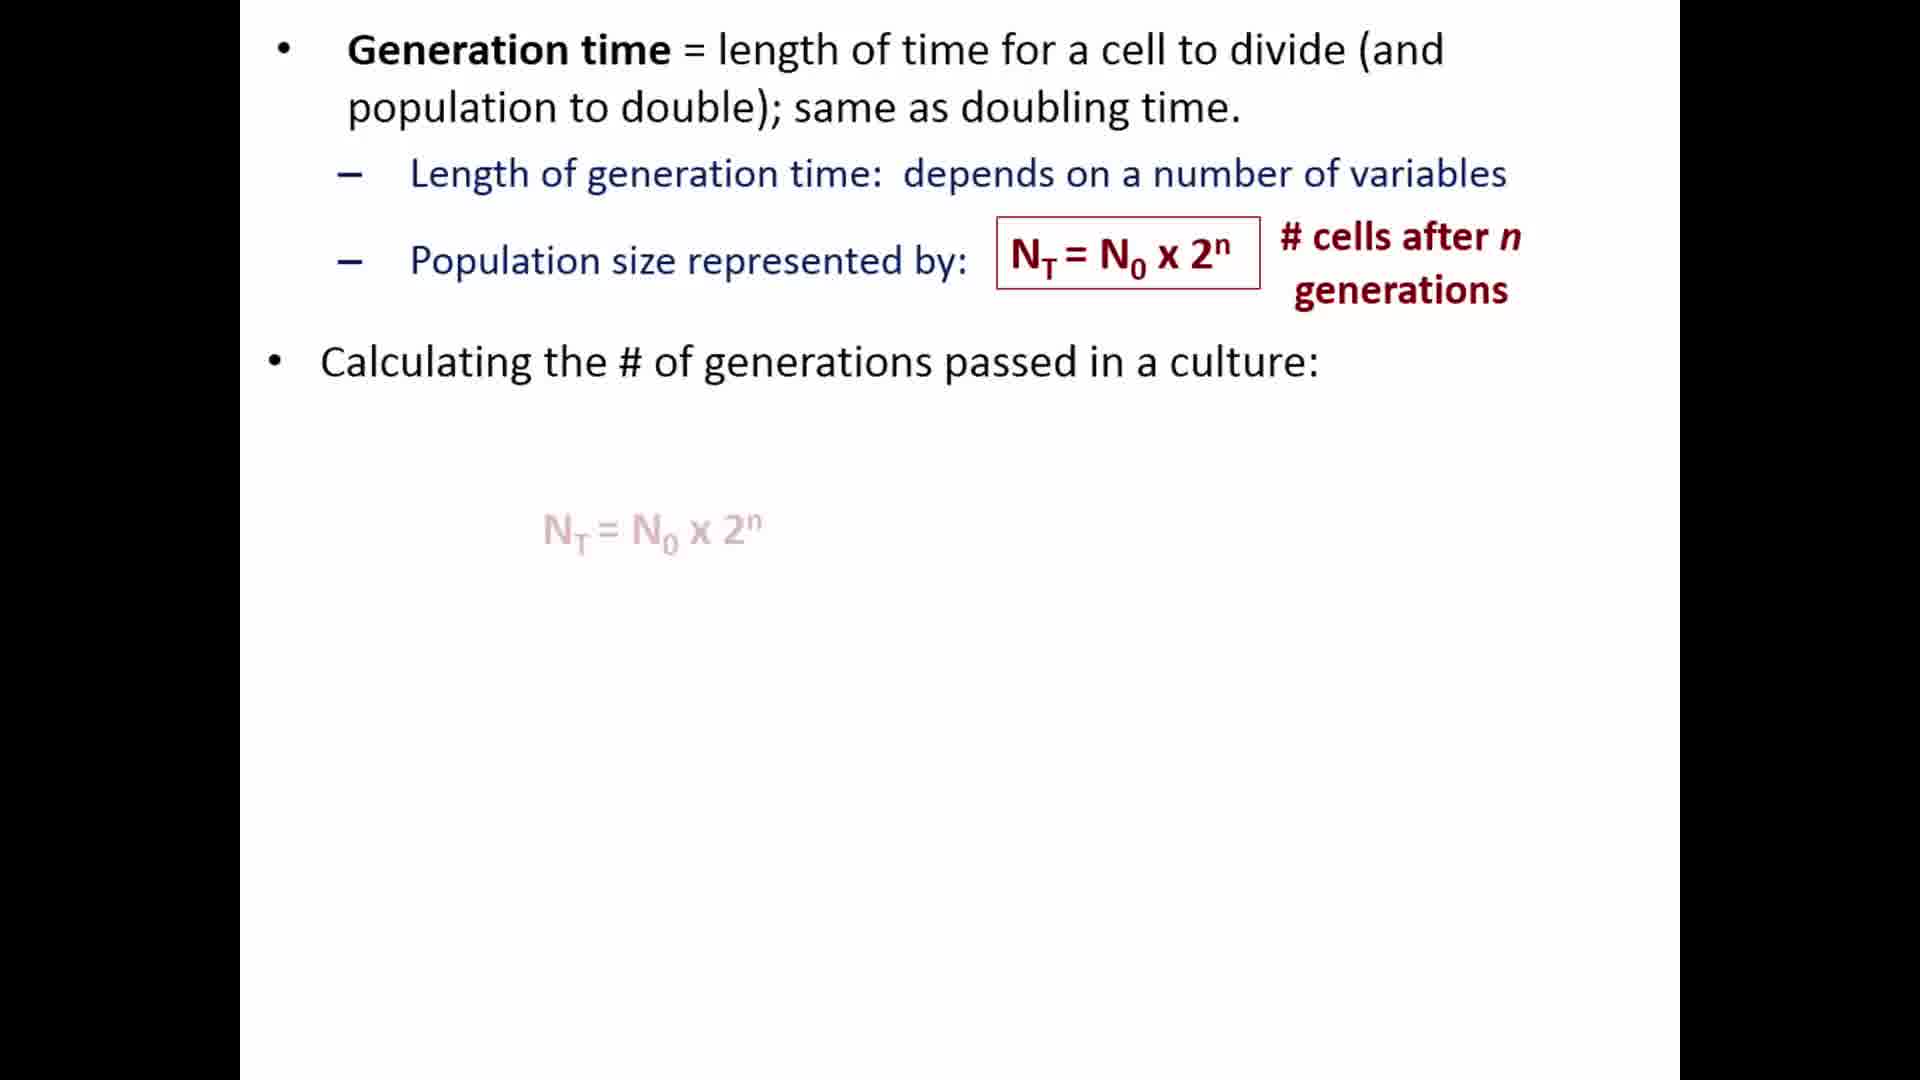 • Generation time = length of time for a cell to divide (and
population to double); same as doubling time.
– Length of generation time: depends on a number of variables
– Population size represented by: N_T = N_0 x 2^n # cells after n
generations
• Calculating the # of generations passed in a culture:
N_T = N_0 x 2^n